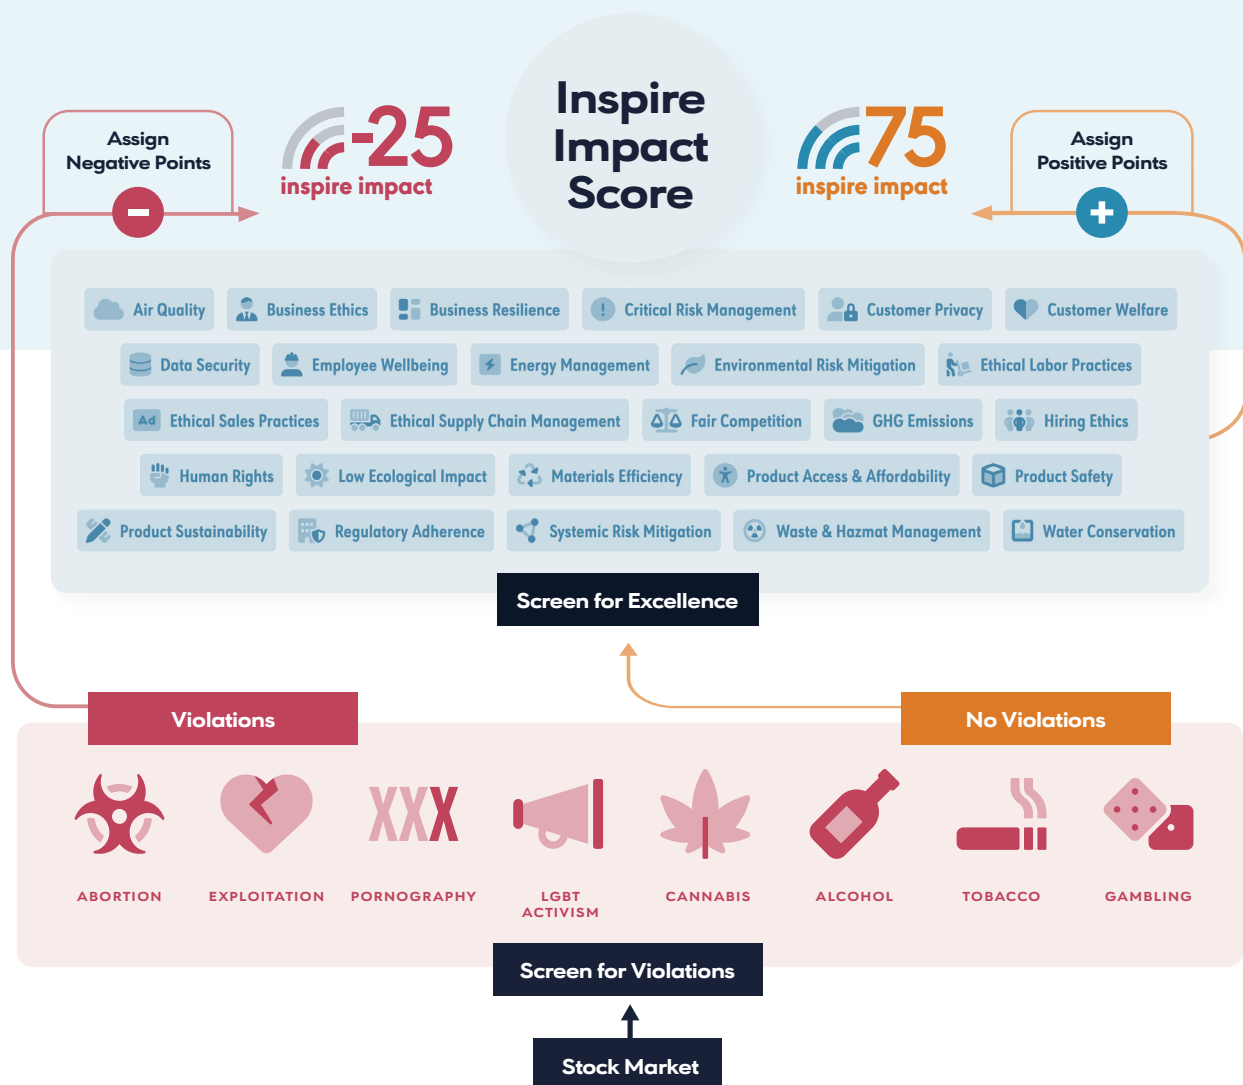 Inspire
Impact
Score
Assign
Negative Points
-25
inspire impact
75
inspire impact
Assign
Positive Points
Air Quality
Business Ethics
Business Resilience
Critical Risk Management
Customer Privacy
Customer Welfare
Data Security
Employee Wellbeing
Energy Management
Environmental Risk Mitigation
Ethical Labor Practices
Ad
Ethical Sales Practices
Ethical Supply Chain Management
Fair Competition
GHG Emissions
Hiring Ethics
Human Rights
Low Ecological Impact
Materials Efficiency
Product Access & Affordability
Product Safety
Product Sustainability
Regulatory Adherence
Systemic Risk Mitigation
Waste & Hazmat Management
Water Conservation
Screen for Excellence
Violations
No Violations
XXX
ABORTION
EXPLOITATION
PORNOGRAPHY
LGBT
ACTIVISM
CANNABIS
ALCOHOL
TOBACCO
GAMBLING
Screen for Violations
Stock Market